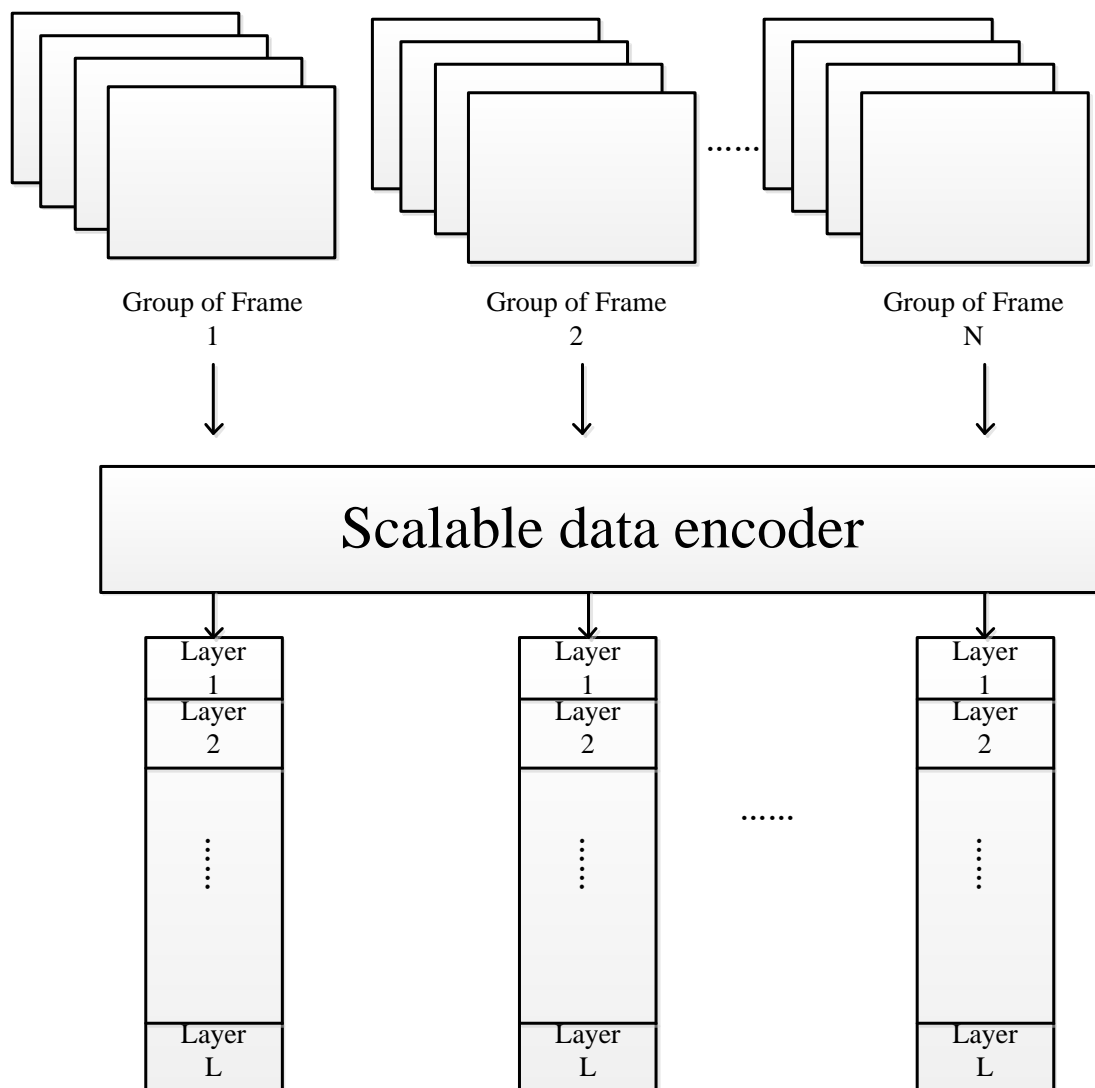 ......
Group of Frame
1
Group of Frame
2
Group of Frame
N
Scalable data encoder
Layer
1
Layer
2
......
Layer
L
Layer
1
Layer
2
......
Layer
L
......
Layer
1
Layer
2
......
Layer
L